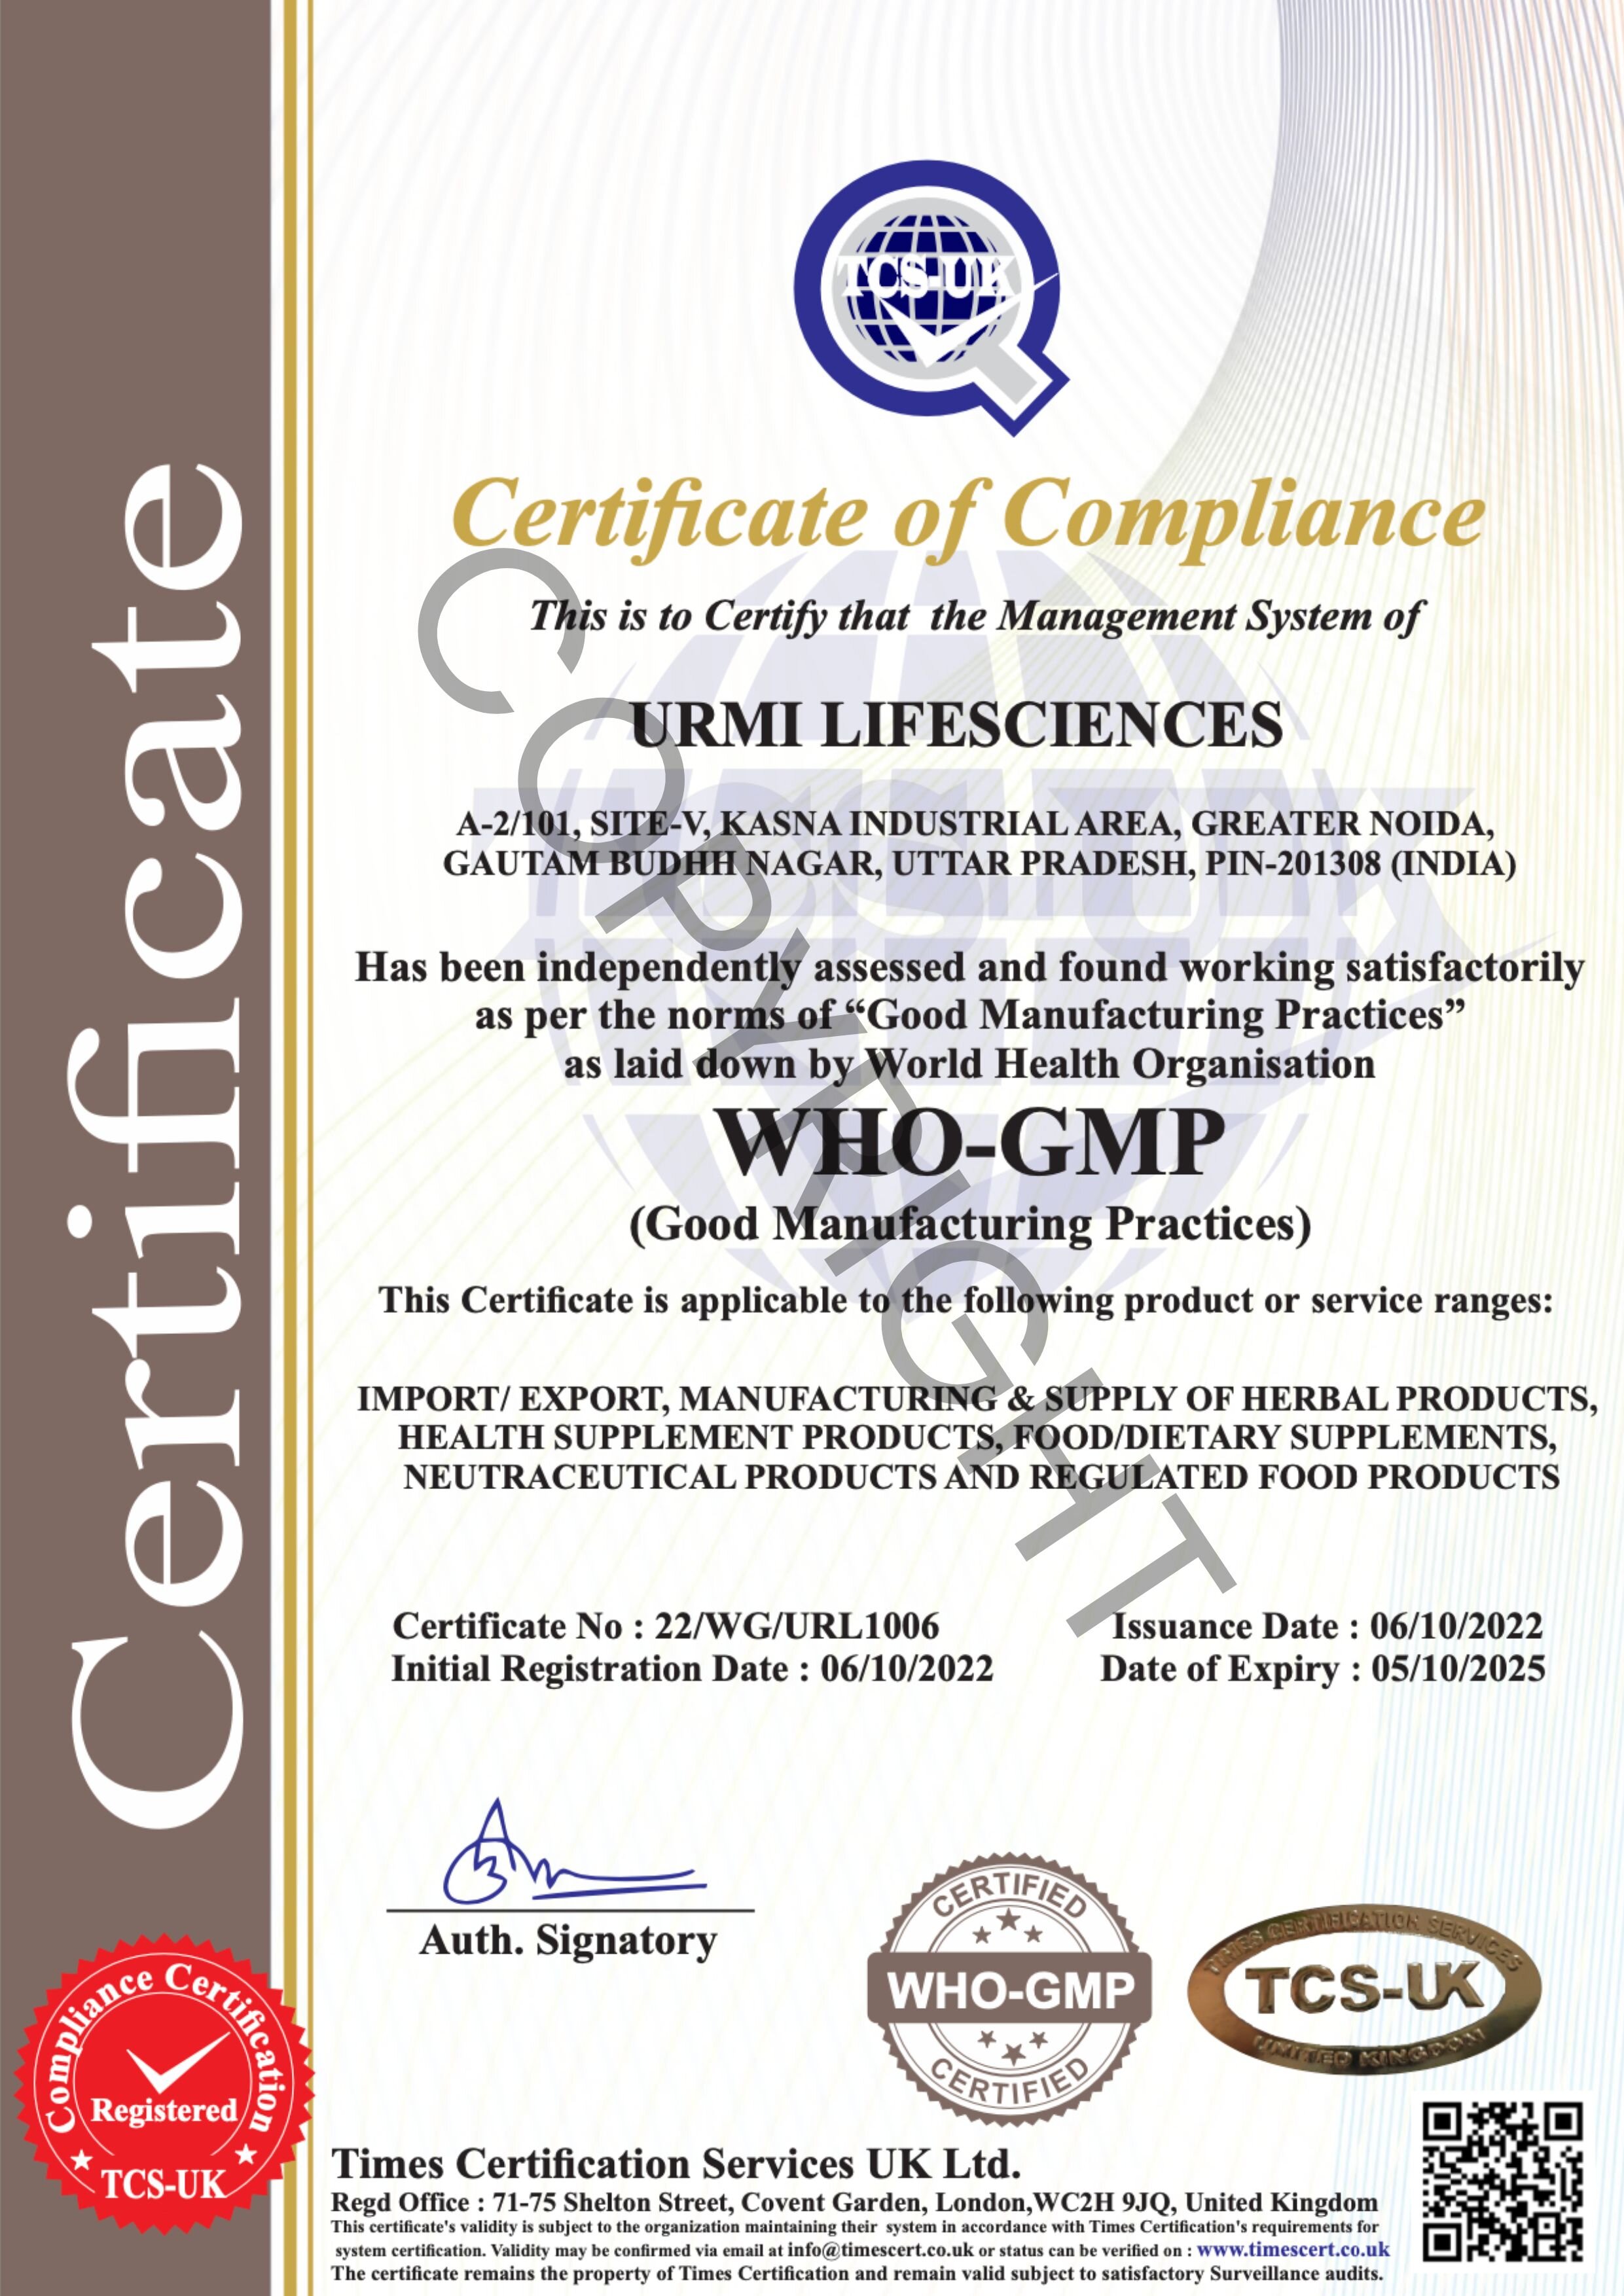 Certificate
TCS-UK
Certificate of Compliance
This is to Certify that the Management System of
URMI LIFESCIENCES
A-2/101, SITE-V, KASNA INDUSTRIAL AREA, GREATER NOIDA,
GAUTAM BUDHH NAGAR, UTTAR PRADESH, PIN-201308 (INDIA)
Has been independently assessed and found working satisfactorily
as per the norms of “Good Manufacturing Practices”
as laid down by World Health Organisation
WHO-GMP
(Good Manufacturing Practices)
This Certificate is applicable to the following product or service ranges:
IMPORT/ EXPORT, MANUFACTURING & SUPPLY OF HERBAL PRODUCTS,
HEALTH SUPPLEMENT PRODUCTS, FOOD/DIETARY SUPPLEMENTS,
NEUTRACEUTICAL PRODUCTS AND REGULATED FOOD PRODUCTS
COPYRIGHT
TCS-UK
Certificate No : 22/WG/URL1006
Issuance Date : 06/10/2022
Initial Registration Date : 06/10/2022
Date of Expiry : 05/10/2025
Auth. Signatory
CERTIFIED
WHO-GMP
CERTIFIED
TIMES CERTIFICATION SERVICES
TCS-UK
UNITED KINGDOM
Compliance Certification
Registered
TCS-UK
Times Certification Services UK Ltd.
Regd Office : 71-75 Shelton Street, Covent Garden, London,WC2H 9JQ, United Kingdom
This certificate's validity is subject to the organization maintaining their system in accordance with Times Certification's requirements for
system certification. Validity may be confirmed via email at info@timescert.co.uk or status can be verified on : www.timescert.co.uk
The certificate remains the property of Times Certification and remain valid subject to satisfactory Surveillance audits.